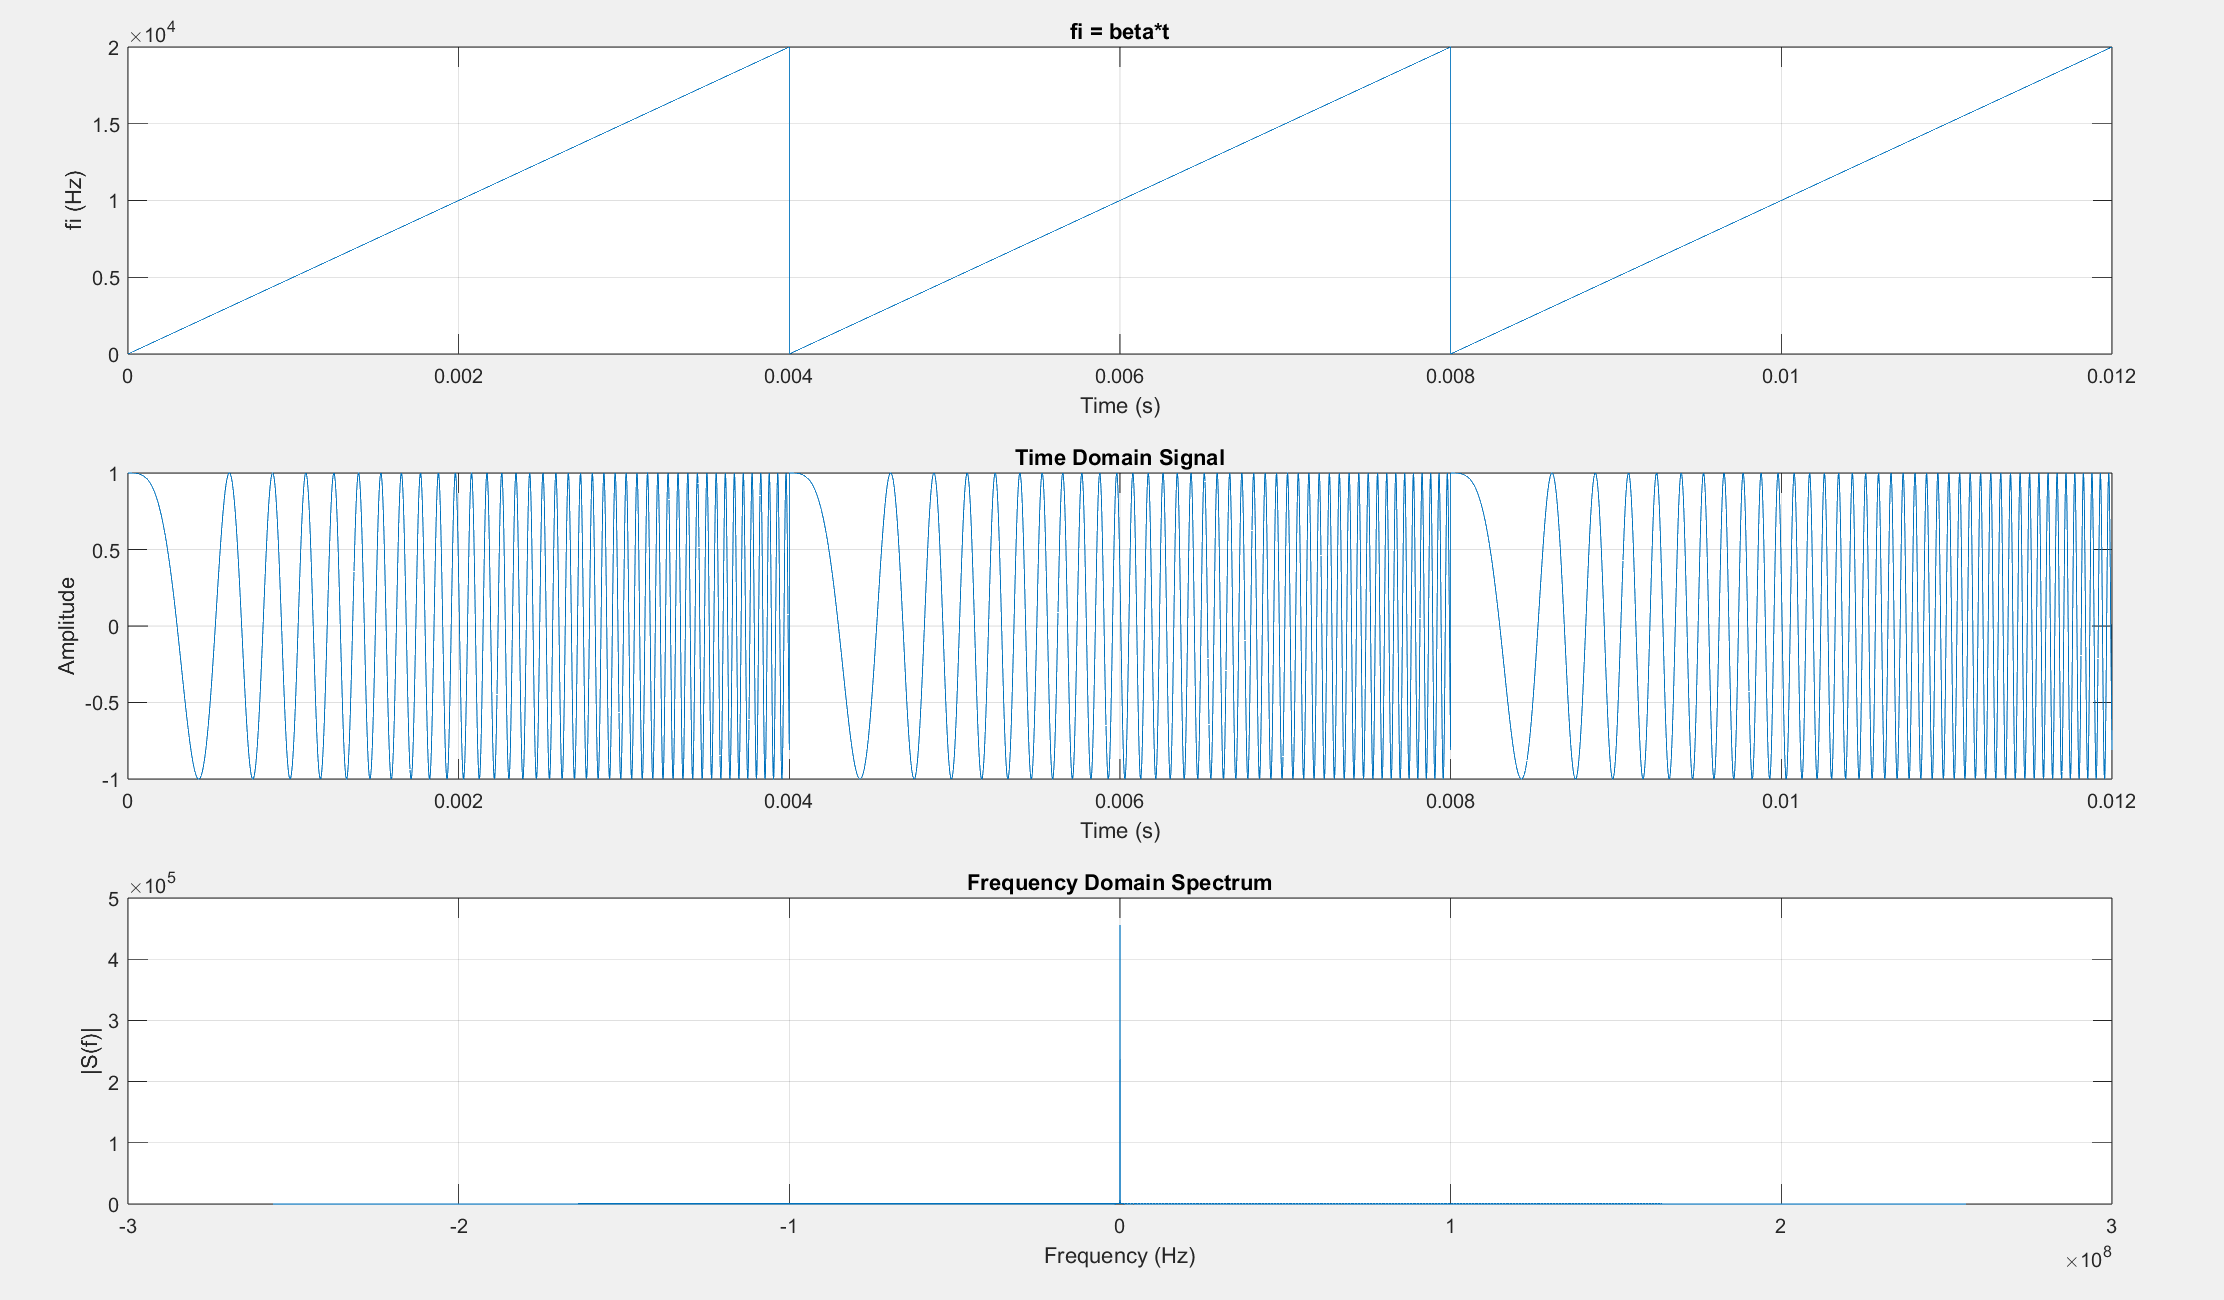 fi = beta*t
×10^4
2
1.5
1
0.5
0
fi (Hz)
0 0.002 0.004 0.006 0.008 0.01 0.012
Time (s)
Time Domain Signal
1
0.5
0
-0.5
-1
Amplitude
0 0.002 0.004 0.006 0.008 0.01 0.012
Time (s)
Frequency Domain Spectrum
×10^5
5
4
3
2
1
0
|S(f)|
-3 -2 -1 0 1 2 3
Frequency (Hz)
×10^8